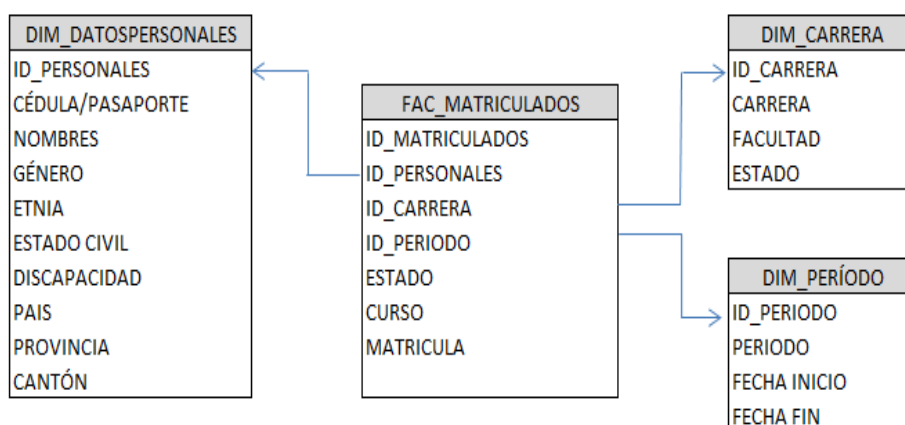 DIM_DATOSPERSONALES
ID_PERSONALES
CÉDULA/PASAPORTE
NOMBRES
GÉNERO
ETNIA
ESTADO CIVIL
DISCAPACIDAD
PAIS
PROVINCIA
CANTÓN
FAC_MATRICULADOS
ID_MATRICULADOS
ID_PERSONALES
ID_CARRERA
ID_PERIODO
ESTADO
CURSO
MATRICULA
DIM_CARRERA
ID_CARRERA
CARRERA
FACULTAD
ESTADO
DIM_PERÍODO
ID_PERIODO
PERIODO
FECHA INICIO
FECHA FIN